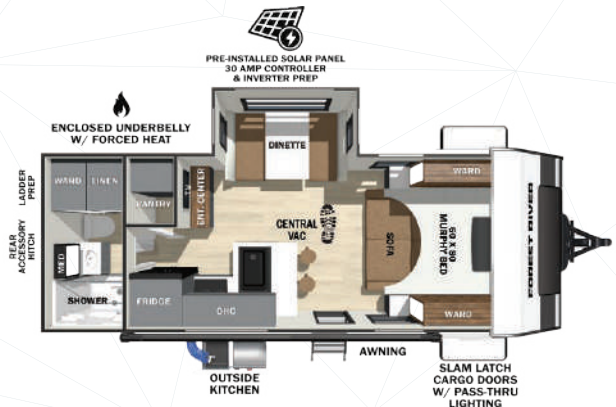 PRE-INSTALLED SOLAR PANEL
30 AMP CONTROLLER
& INVERTER PREP
ENCLOSED UNDERBELLY
W/ FORCED HEAT
DINETTE
LADDER
PREP
WARD
LINEN
PANTRY
TV
ENT. CENTER
WARD
REAR
ACCESSORY
HITCH
MED
SHOWER
CENTRAL
VAC
SOFA
60 X 80
MURPHY BED
FOREST RIVER
FRIDGE
OHC
WARD
OUTSIDE
KITCHEN
AWNING
SLAM LATCH
CARGO DOORS
W/ PASS-THRU
LIGHTING